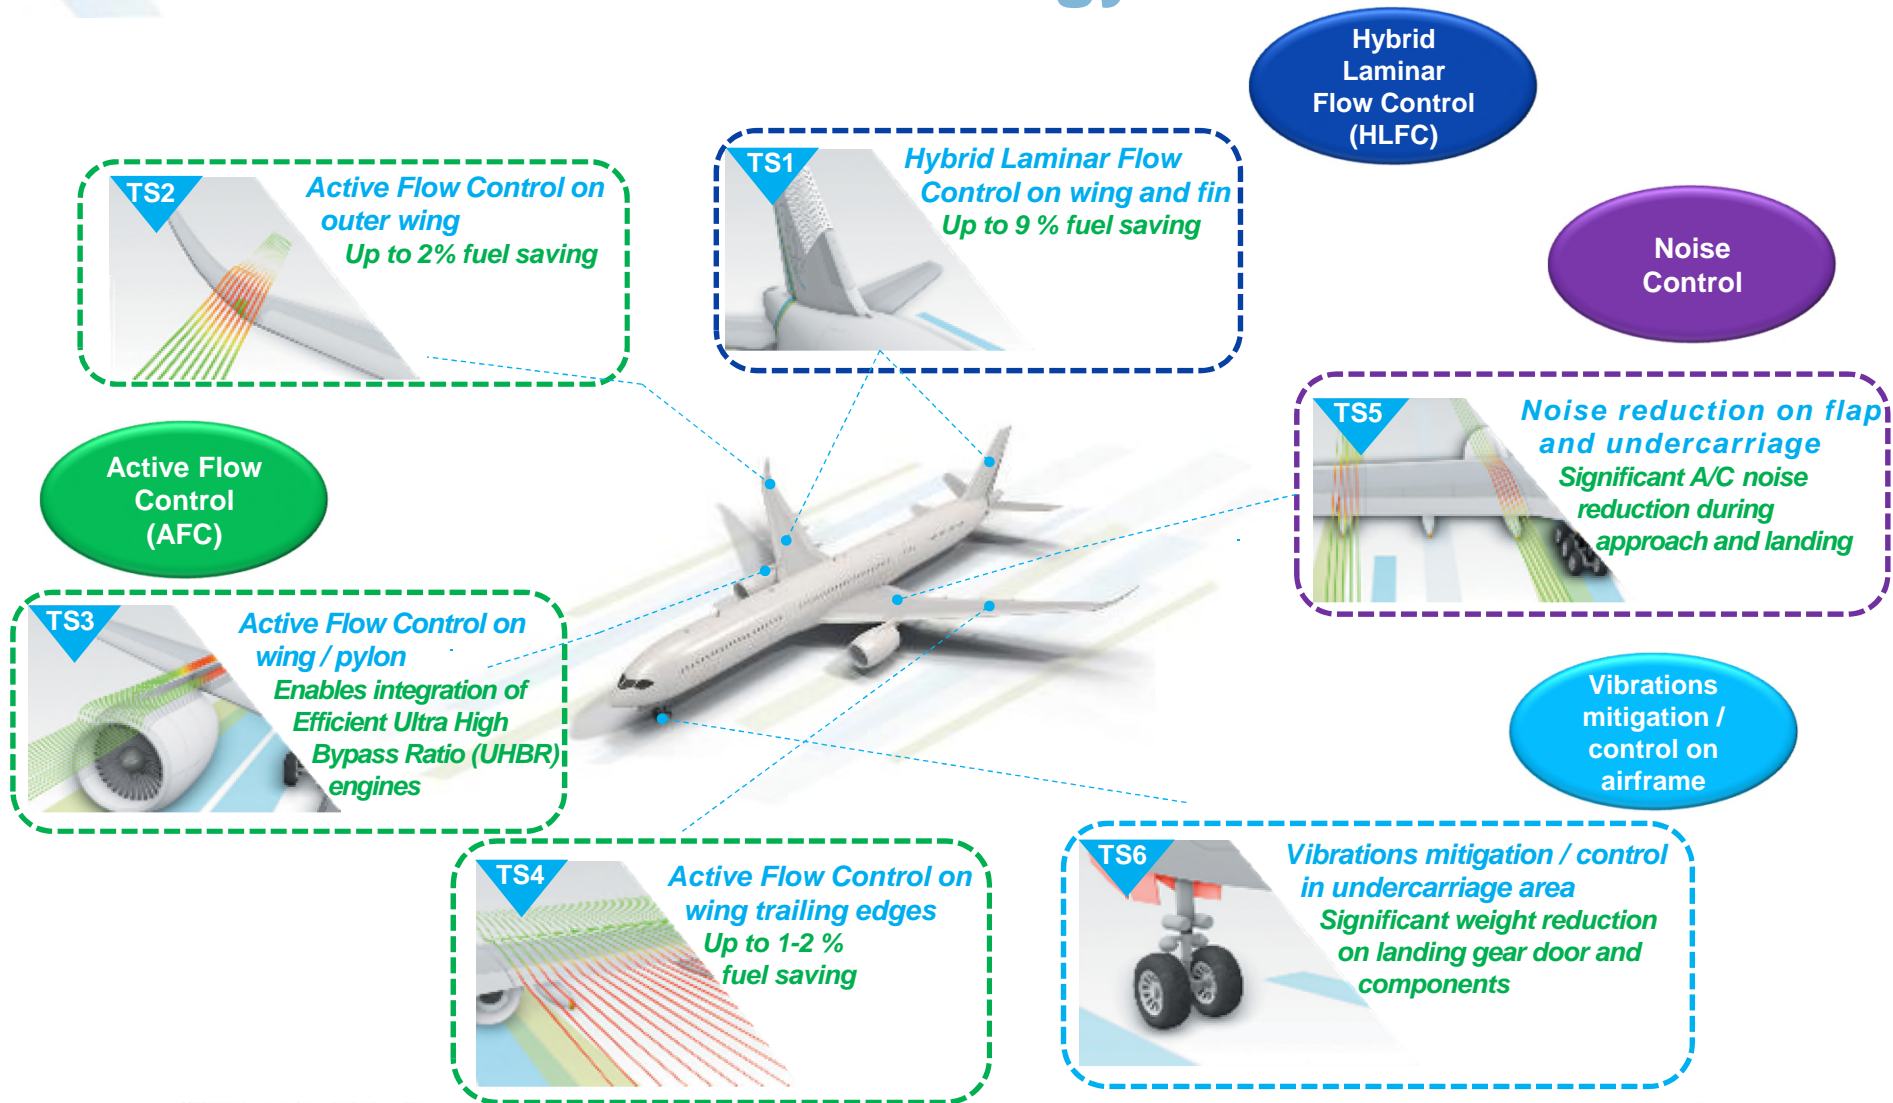 Hybrid
Laminar
Flow Control
(HLFC)
TS1
Hybrid Laminar Flow
Control on wing and fin
Up to 9 % fuel saving
TS2
Active Flow Control on
outer wing
Up to 2% fuel saving
Noise
Control
TS5
Noise reduction on flap
and undercarriage
Significant A/C noise
reduction during
approach and landing
Active Flow
Control
(AFC)
TS3
Active Flow Control on
wing / pylon
Enables integration of
Efficient Ultra High
Bypass Ratio (UHBR)
engines
Vibrations
mitigation /
control on
airframe
TS4
Active Flow Control on
wing trailing edges
Up to 1-2 %
fuel saving
TS6
Vibrations mitigation / control
in undercarriage area
Significant weight reduction
on landing gear door and
components